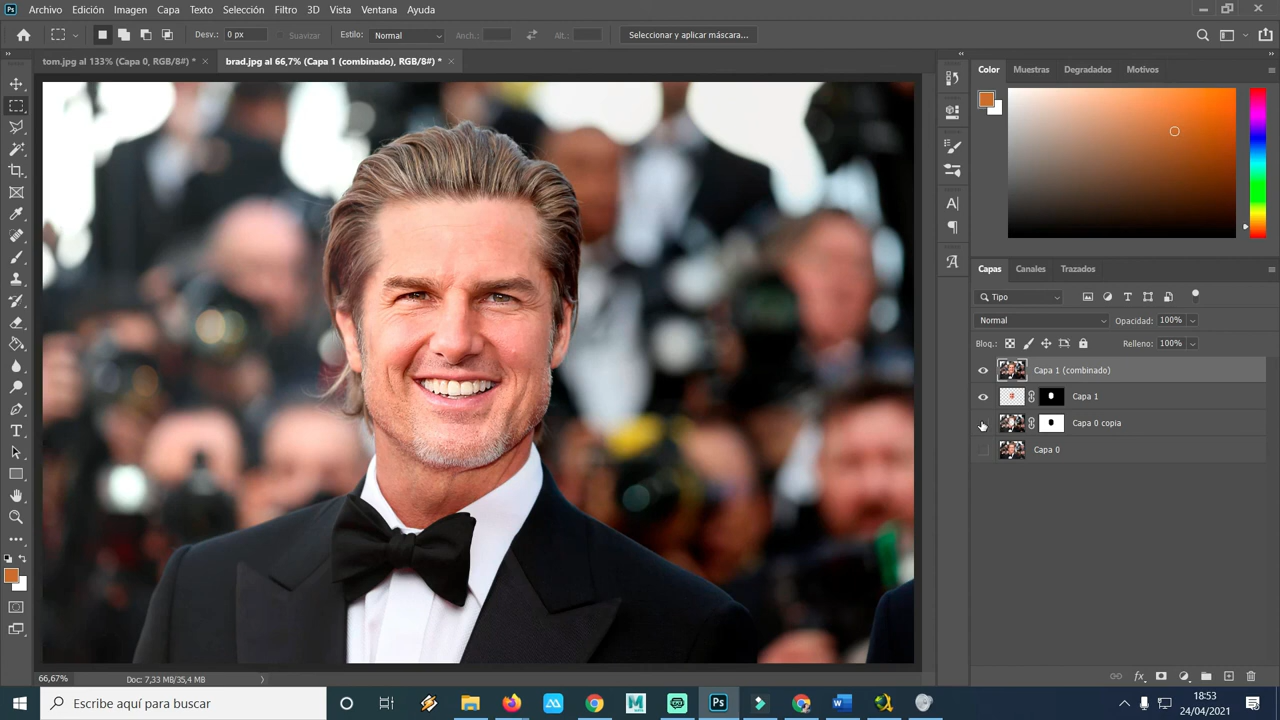 Ps Archivo Edición Imagen Capa Texto Selección Filtro 3D Vista Ventana Ayuda
Desv.: 0 px Suavizar Estilo: Normal Anch.: Alt.: Seleccionar y aplicar máscara...
tom.jpg al 133% (Capa 0, RGB/8#) * × brad.jpg al 66,7% (Capa 1 (combinado), RGB/8#) * ×
Color Muestras Degradados Motivos
Capas Canales Trazados
Tipo
Normal Opacidad: 100%
Bloq.: Relleno: 100%
Capa 1 (combinado)
Capa 1
Capa 0 copia
Capa 0
66,67% Doc: 7,33 MB/35,4 MB
fx
Escribe aquí para buscar
Ps
18:53
24/04/2021